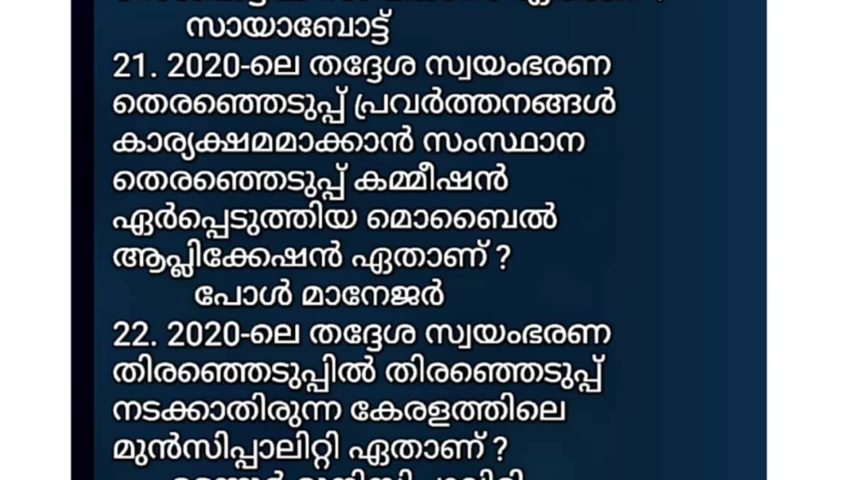 സായാബോട്ട്
21. 2020-ലെ തദ്ദേശ സ്വയംഭരണ
തെരഞ്ഞെടുപ്പ് പ്രവർത്തനങ്ങൾ
കാര്യക്ഷമമാക്കാൻ സംസ്ഥാന
തെരഞ്ഞെടുപ്പ് കമ്മീഷൻ
ഏർപ്പെടുത്തിയ മൊബൈൽ
ആപ്ലിക്കേഷൻ ഏതാണ് ?
പോൾ മാനേജർ
22. 2020-ലെ തദ്ദേശ സ്വയംഭരണ
തിരഞ്ഞെടുപ്പിൽ തിരഞ്ഞെടുപ്പ്
നടക്കാതിരുന്ന കേരളത്തിലെ
മുൻസിപ്പാലിറ്റി ഏതാണ് ?